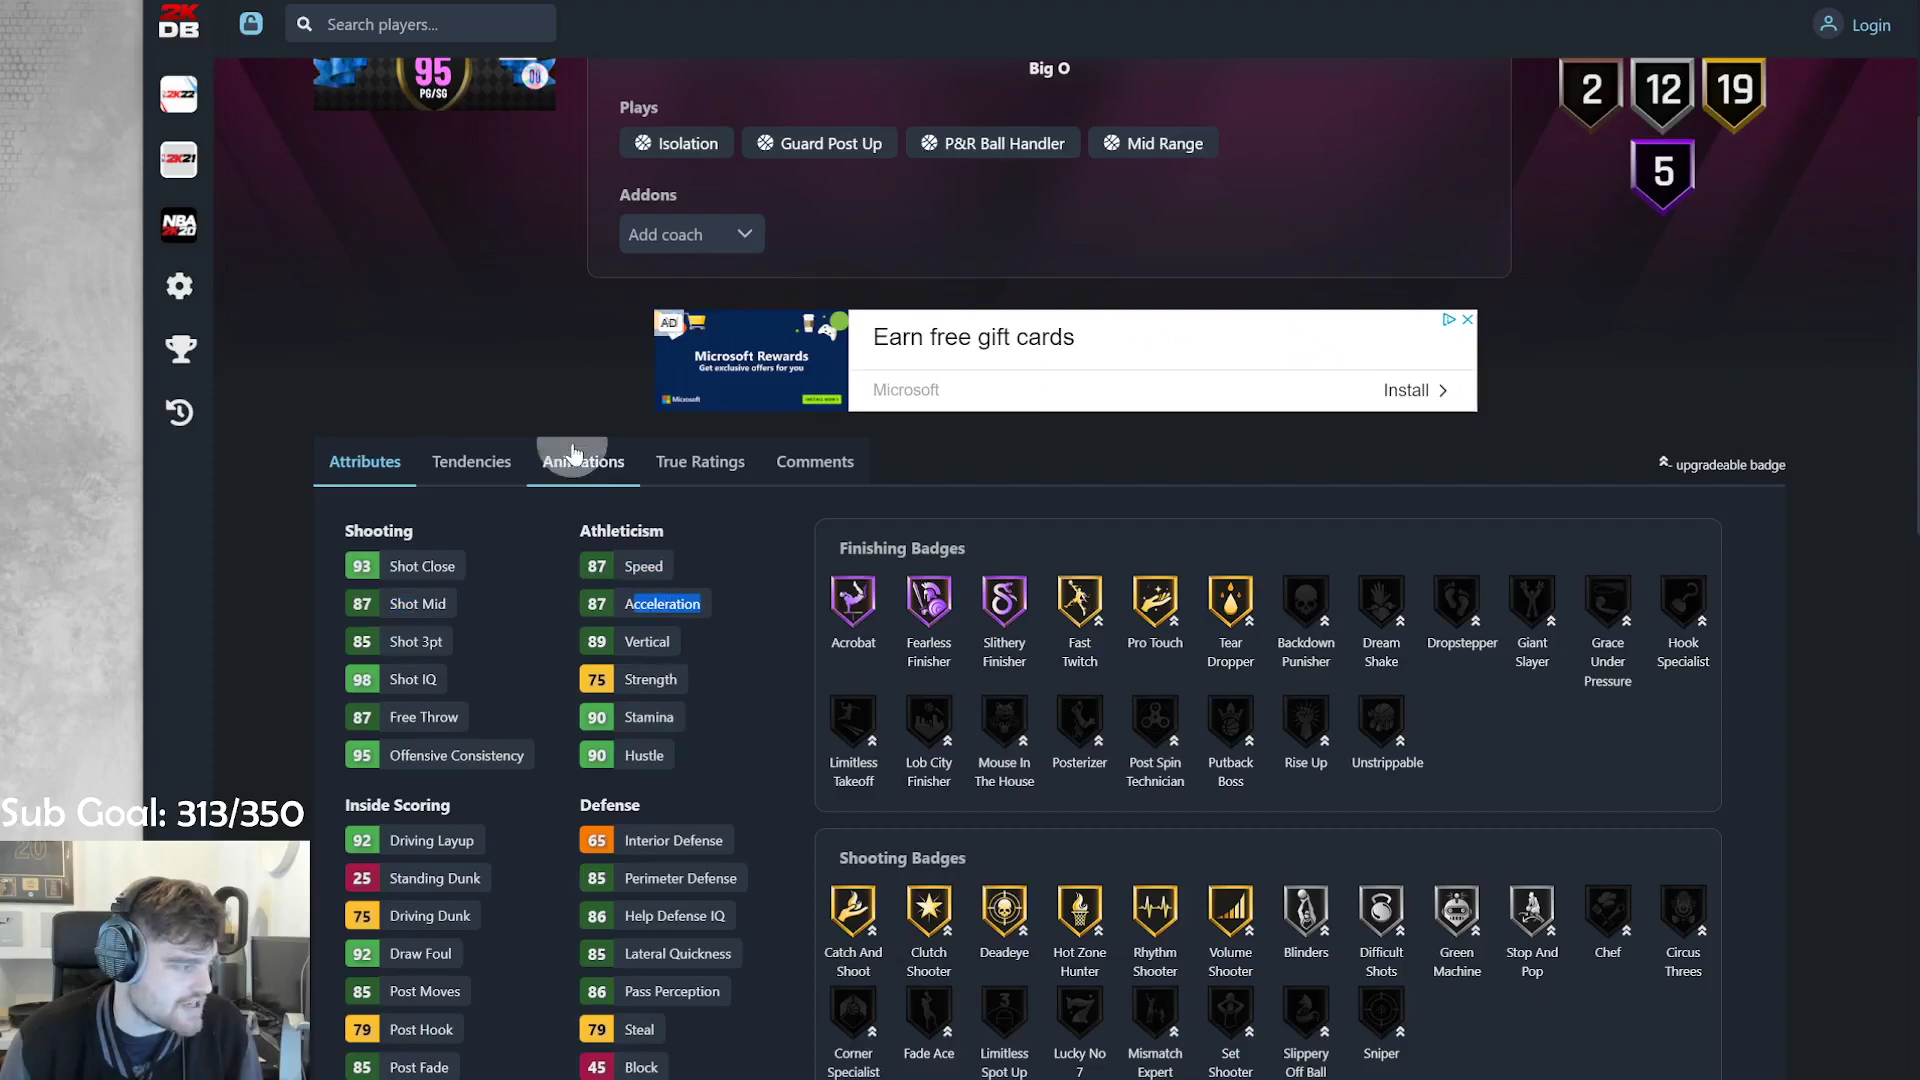 2K
DB
Search players...
Login
2K22
2K21
NBA
2K20
95
PG/SG
Big O
Plays
Isolation
Guard Post Up
P&R Ball Handler
Mid Range
Addons
Add coach
2
12
19
5
AD
Microsoft Rewards
Get exclusive offers for you
Microsoft
INSTALL NOW
Earn free gift cards
Microsoft
Install
Attributes
Tendencies
Animations
True Ratings
Comments
- upgradeable badge
Shooting
93 Shot Close
87 Shot Mid
85 Shot 3pt
98 Shot IQ
87 Free Throw
95 Offensive Consistency
Athleticism
87 Speed
87 Acceleration
89 Vertical
75 Strength
90 Stamina
90 Hustle
Inside Scoring
92 Driving Layup
25 Standing Dunk
75 Driving Dunk
92 Draw Foul
85 Post Moves
79 Post Hook
85 Post Fade
Defense
65 Interior Defense
85 Perimeter Defense
86 Help Defense IQ
85 Lateral Quickness
86 Pass Perception
79 Steal
45 Block
Finishing Badges
Acrobat
Fearless
Finisher
Slithery
Finisher
Fast
Twitch
Pro Touch
Tear
Dropper
Backdown
Punisher
Dream
Shake
Dropstepper
Giant
Slayer
Grace
Under
Pressure
Hook
Specialist
Limitless
Takeoff
Lob City
Finisher
Mouse In
The House
Posterizer
Post Spin
Technician
Putback
Boss
Rise Up
Unstrippable
Shooting Badges
Catch And
Shoot
Clutch
Shooter
Deadeye
Hot Zone
Hunter
Rhythm
Shooter
Volume
Shooter
Blinders
Difficult
Shots
Green
Machine
Stop And
Pop
Chef
Circus
Threes
Corner
Specialist
Fade Ace
Limitless
Spot Up
Lucky No
7
Mismatch
Expert
Set
Shooter
Slippery
Off Ball
Sniper
Sub Goal: 313/350